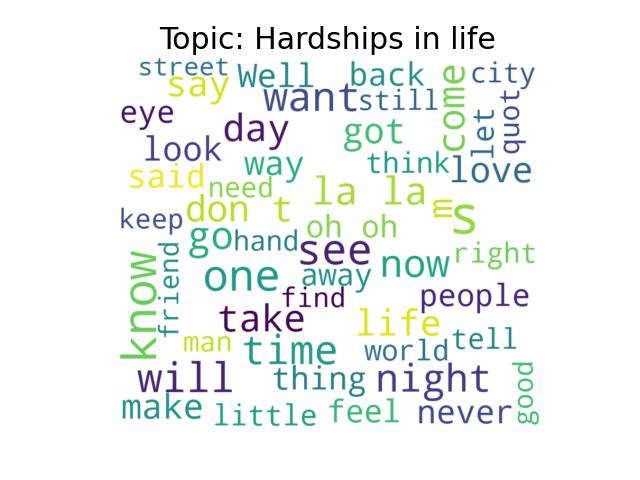 Topic: Hardships in life
street Well back city
say want still come
eye day got let quot
look way think love
said need la la m s
keep don t oh oh
go hand see now right
know friend one away
find people
take life
man time world tell
will thing night good
make little feel never